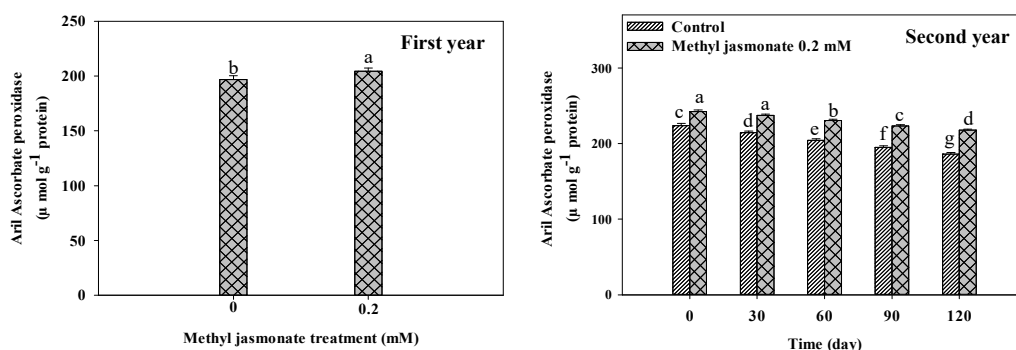 First year
250
200
150
100
50
0
b
a
0
0.2
Aril Ascorbate peroxidase
(µ mol g-1 protein)
Methyl jasmonate treatment (mM)
Control
Methyl jasmonate 0.2 mM
Second year
300
200
100
0
c a d a e b f c g d
0 30 60 90 120
Aril Ascorbate peroxidase
(µ mol g-1 protein)
Time (day)